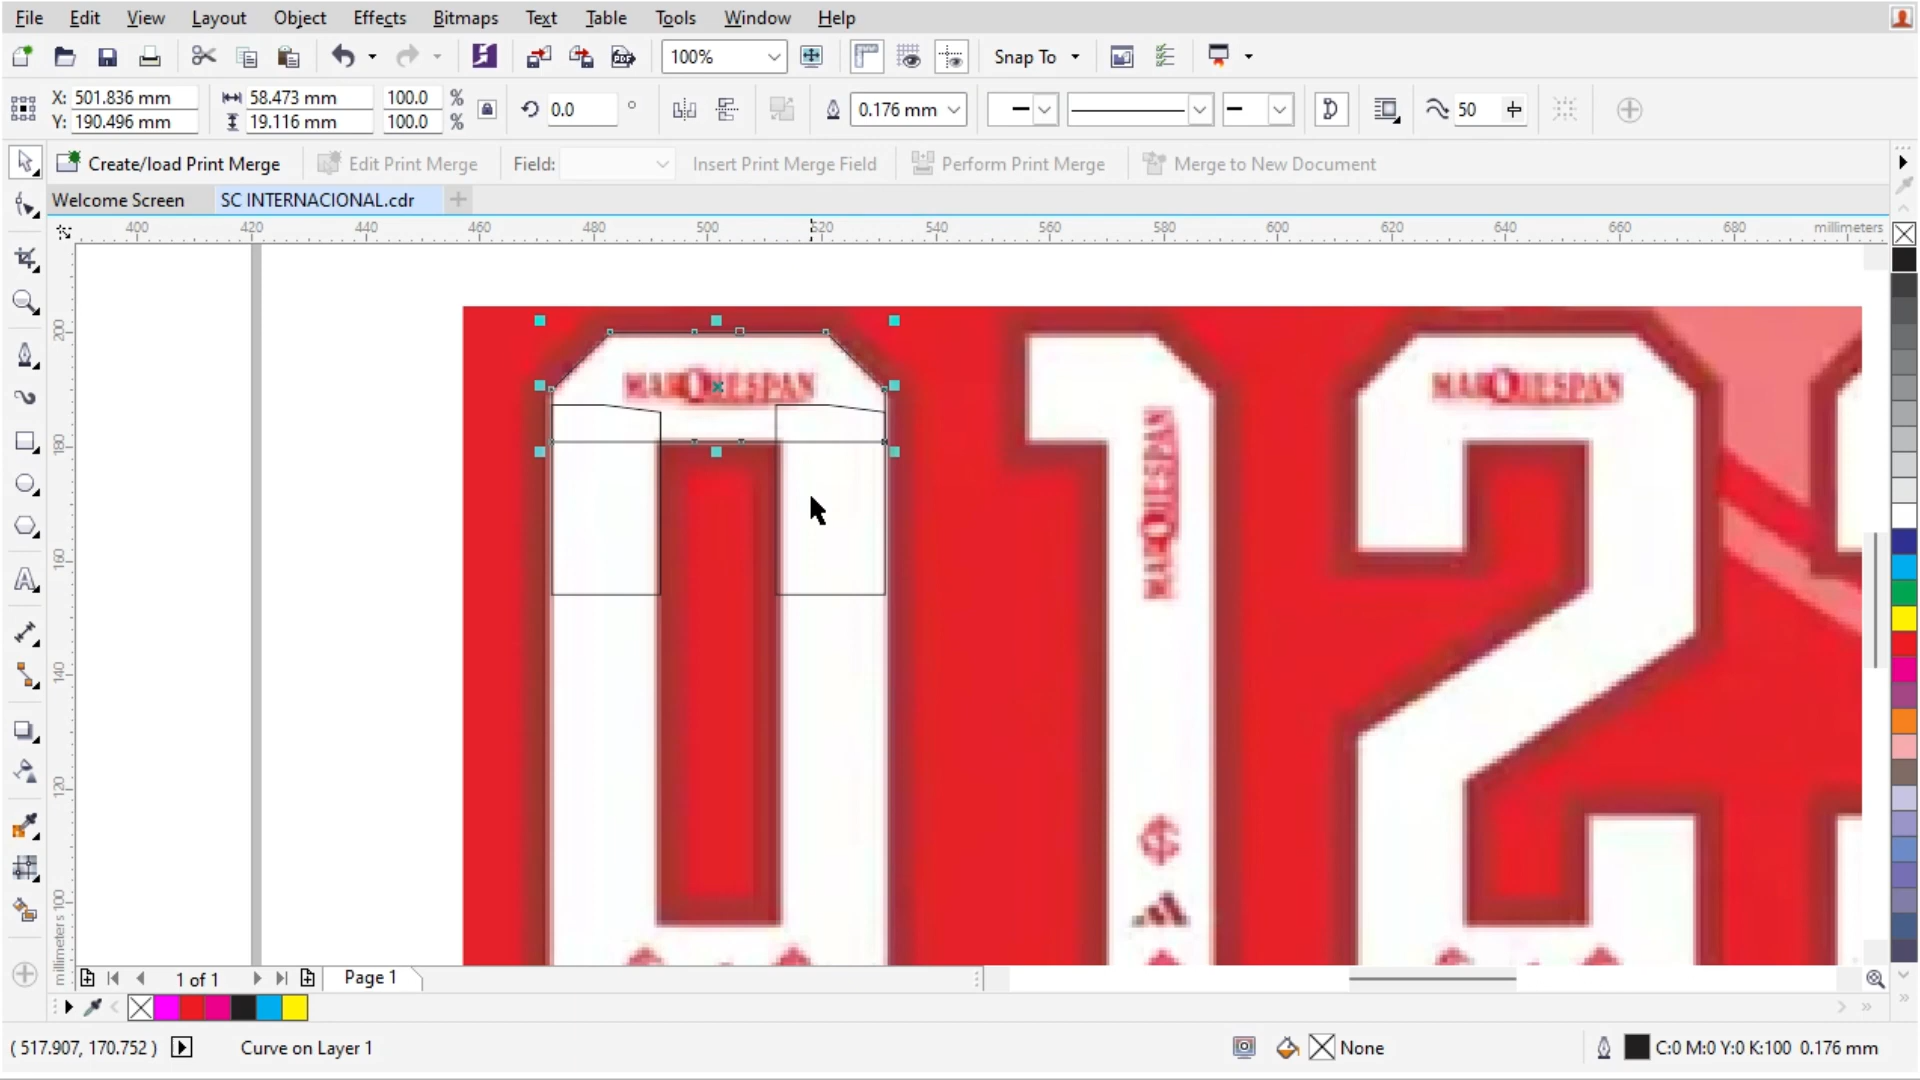 File Edit View Layout Object Effects Bitmaps Text Table Tools Window Help
100% Snap To
X: 501.836 mm 58.473 mm 100.0 % 0.0 ° 0.176 mm 50
Y: 190.496 mm 19.116 mm 100.0 %
Create/load Print Merge Edit Print Merge Field: Insert Print Merge Field Perform Print Merge Merge to New Document
Welcome Screen SC INTERNACIONAL.cdr
400 420 440 460 480 500 520 540 560 580 600 620 640 660 680 millimeters
200
180
160
140
120
100
millimeters
MARQUESPAN MARQUESPAN
MARQUESPAN
0 1 2
1 of 1 Page 1
( 517.907, 170.752 ) Curve on Layer 1 None C:0 M:0 Y:0 K:100 0.176 mm